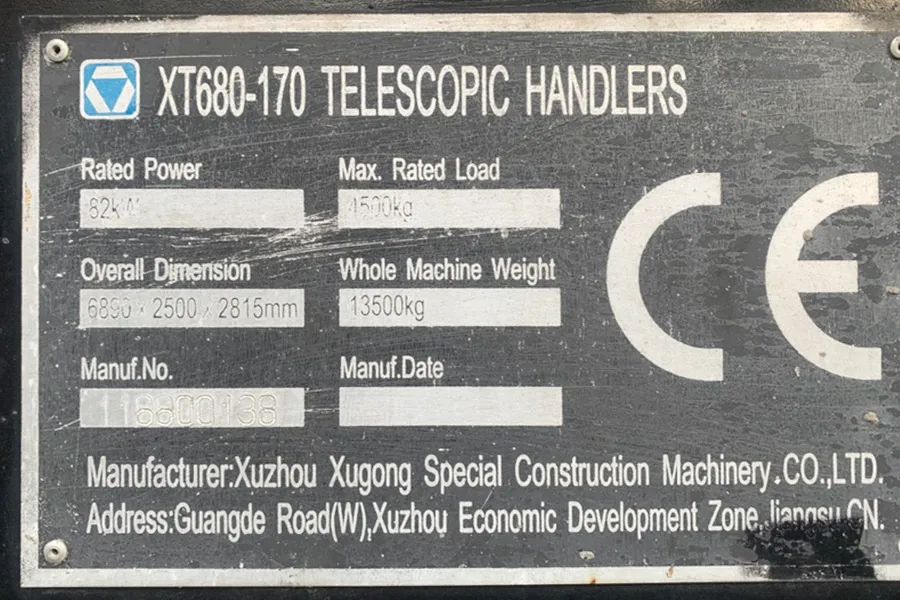 XT680-170 TELESCOPIC HANDLERS
Rated Power
Max. Rated Load
82kW
4500kg
Overall Dimension
Whole Machine Weight
6890 x 2500 x 2815mm
13500kg
Manuf.No.
Manuf.Date
CE
Manufacturer:Xuzhou Xugong Special Construction Machinery.CO.,LTD.
Address:Guangde Road(W),Xuzhou Economic Development Zone,Jiangsu,CN.